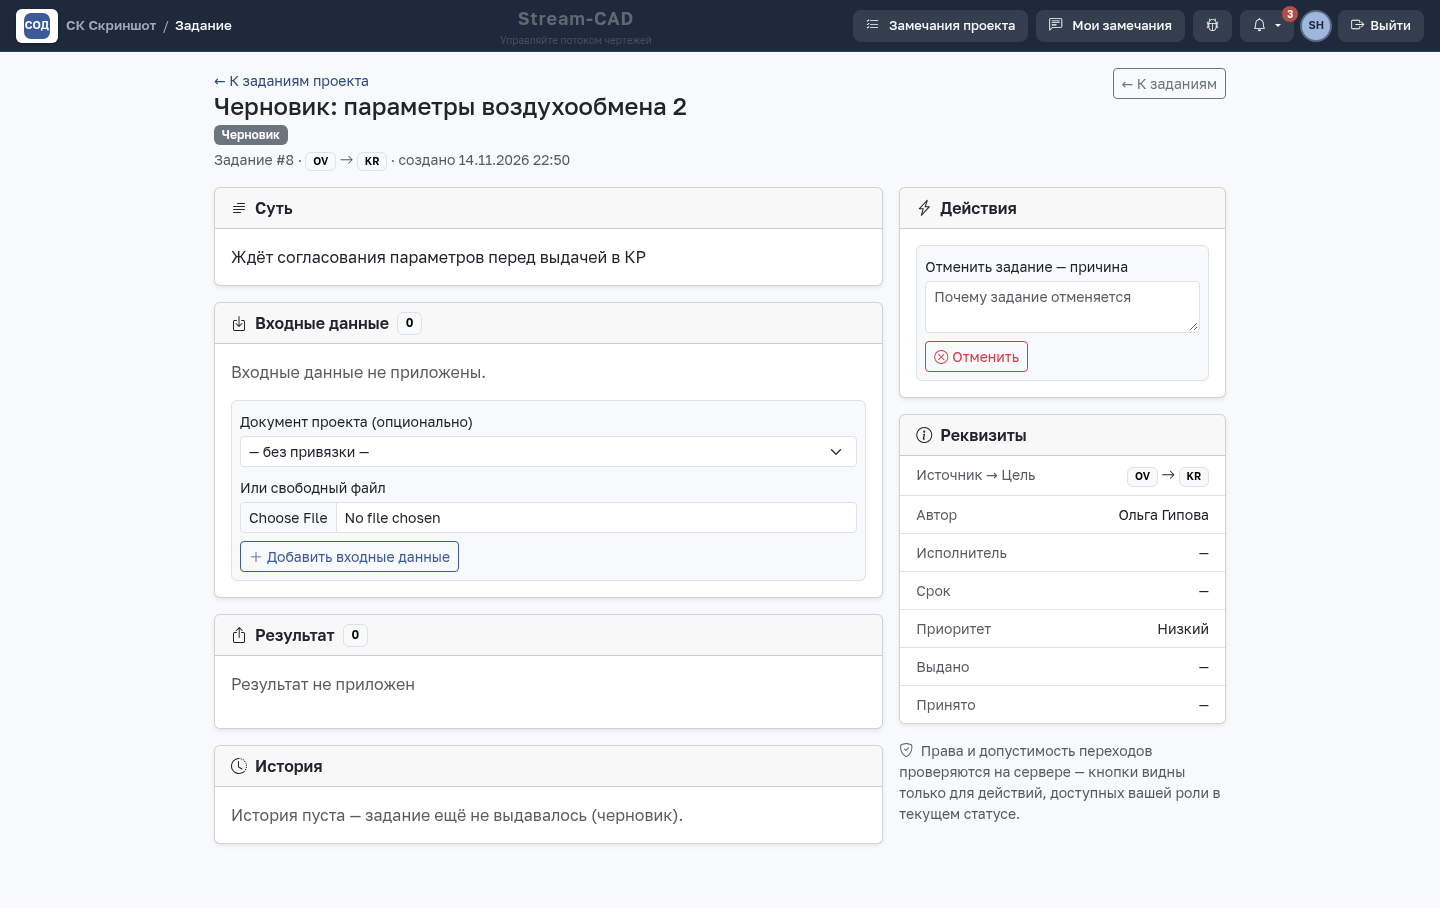 СОД СК Скриншот / Задание
Stream-CAD
Управляйте потоком чертежей
Замечания проекта
Мои замечания
3
SH
Выйти
← К заданиям проекта
← К заданиям
Черновик: параметры воздухообмена 2
Черновик
Задание #8 · OV → KR · создано 14.11.2026 22:50
Суть
Ждёт согласования параметров перед выдачей в КР
Входные данные 0
Входные данные не приложены.
Документ проекта (опционально)
— без привязки —
Или свободный файл
Choose File No file chosen
+ Добавить входные данные
Результат 0
Результат не приложен
История
История пуста — задание ещё не выдавалось (черновик).
Действия
Отменить задание — причина
Почему задание отменяется
Отменить
Реквизиты
Источник → Цель OV → KR
Автор Ольга Гипова
Исполнитель —
Срок —
Приоритет Низкий
Выдано —
Принято —
Права и допустимость переходов
проверяются на сервере — кнопки видны
только для действий, доступных вашей роли в
текущем статусе.